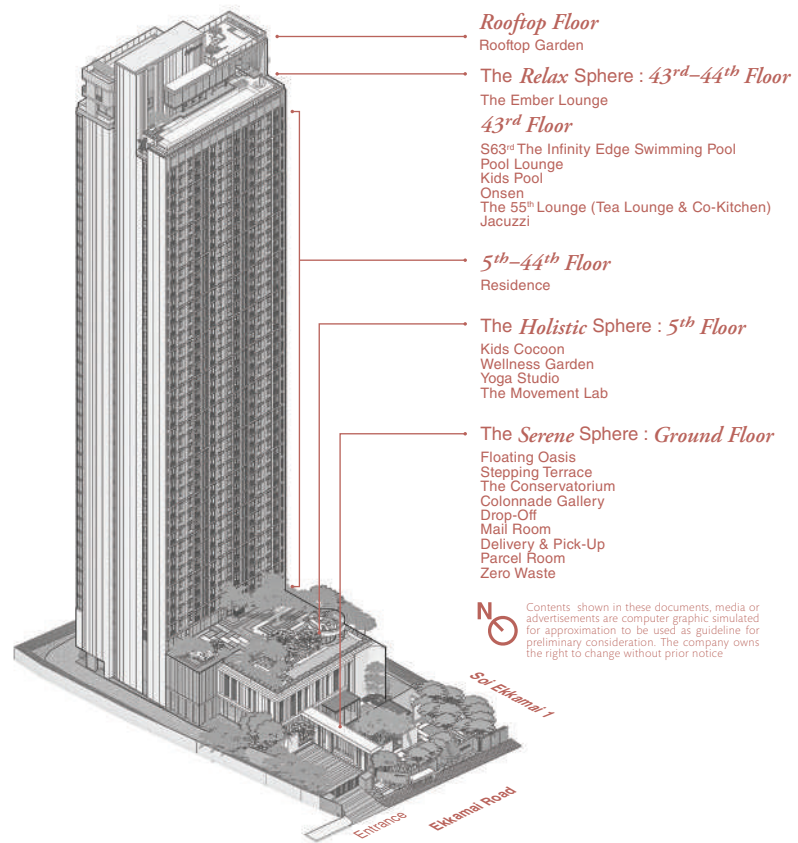 Rooftop Floor
Rooftop Garden
The Relax Sphere : 43rd–44th Floor
The Ember Lounge
43rd Floor
S63rd The Infinity Edge Swimming Pool
Pool Lounge
Kids Pool
Onsen
The 55th Lounge (Tea Lounge & Co-Kitchen)
Jacuzzi
5th–44th Floor
Residence
The Holistic Sphere : 5th Floor
Kids Cocoon
Wellness Garden
Yoga Studio
The Movement Lab
The Serene Sphere : Ground Floor
Floating Oasis
Stepping Terrace
The Conservatorium
Colonnade Gallery
Drop-Off
Mail Room
Delivery & Pick-Up
Parcel Room
Zero Waste
N
Contents shown in these documents, media or
advertisements are computer graphic simulated
for approximation to be used as guideline for
preliminary consideration. The company owns
the right to change without prior notice
Soi Ekkamai 1
Ekkamai Road
Entrance